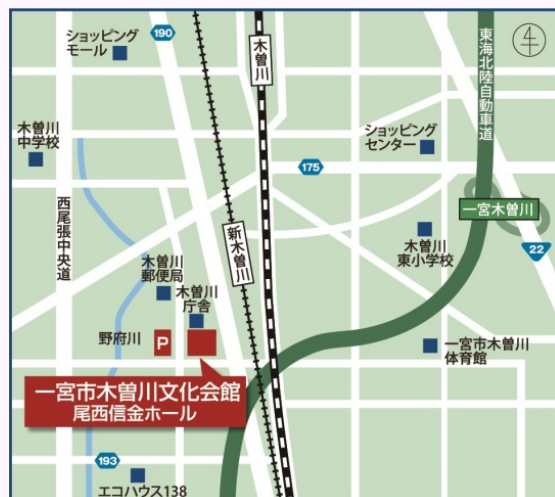 ショッピング
モール
190
木曽川
東海北陸自動車道
木曽川
中学校
ショッピング
センター
175
西尾張中央道
新木曽川
一宮木曽川
木曽川
東小学校
22
木曽川
郵便局
木曽川
庁舎
野府川
P
一宮市木曽川
体育館
一宮市木曽川文化会館
尾西信金ホール
193
エコハウス138